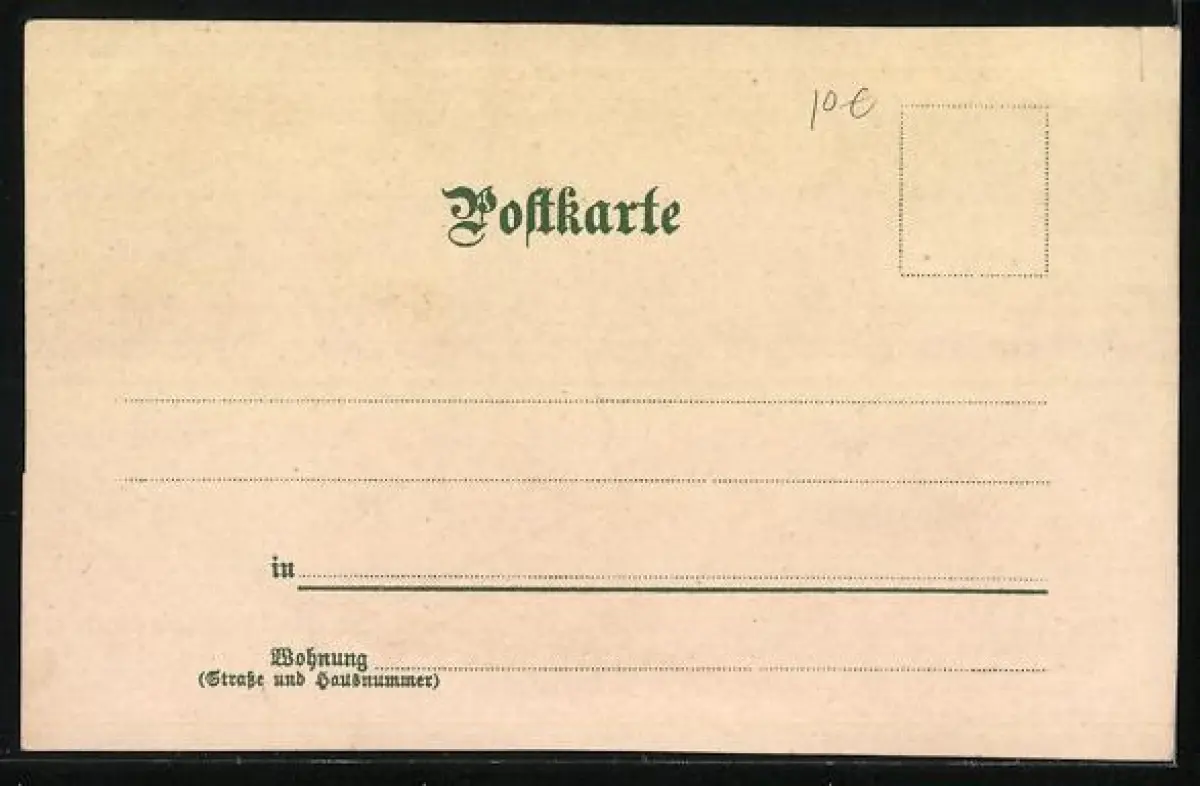 10€
Postkarte
in
Wohnung
(Straße und Hausnummer)